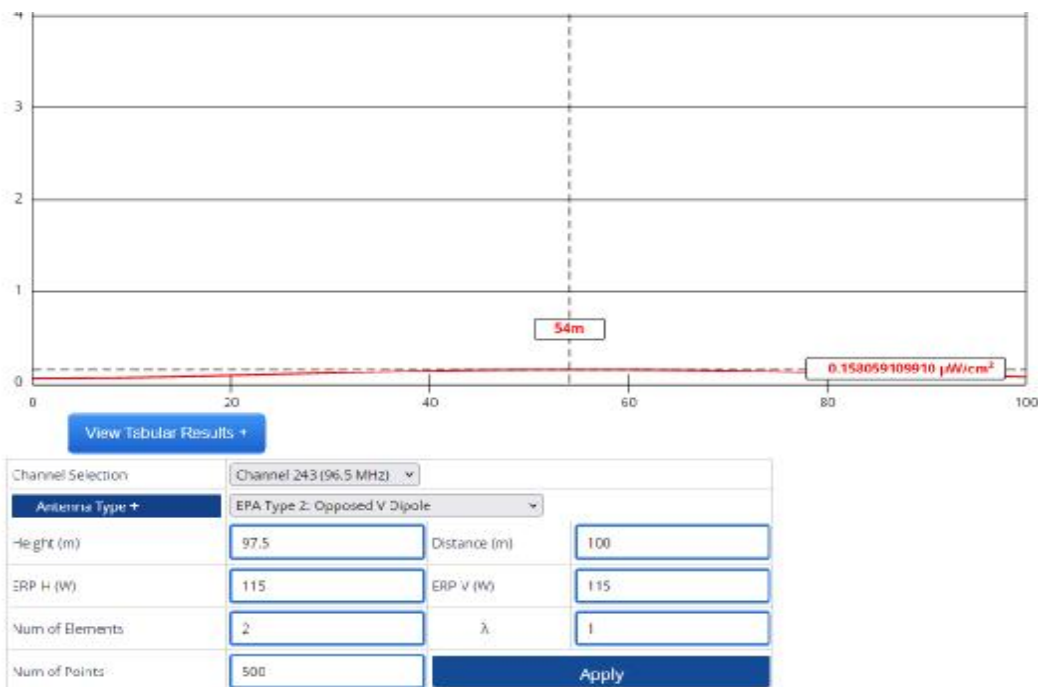 4
3
2
1
54m
0.158059109910 µW/cm²
0
0 20 40 60 80 100
View Tabular Results +
Channel Selection Channel 243 (96.5 MHz)
Antenna Type + EPA Type 2: Opposed V Dipole
Height (m) 97.5 Distance (m) 100
ERP H (W) 115 ERP V (W) 115
Num of Elements 2 λ 1
Num of Points 500 Apply